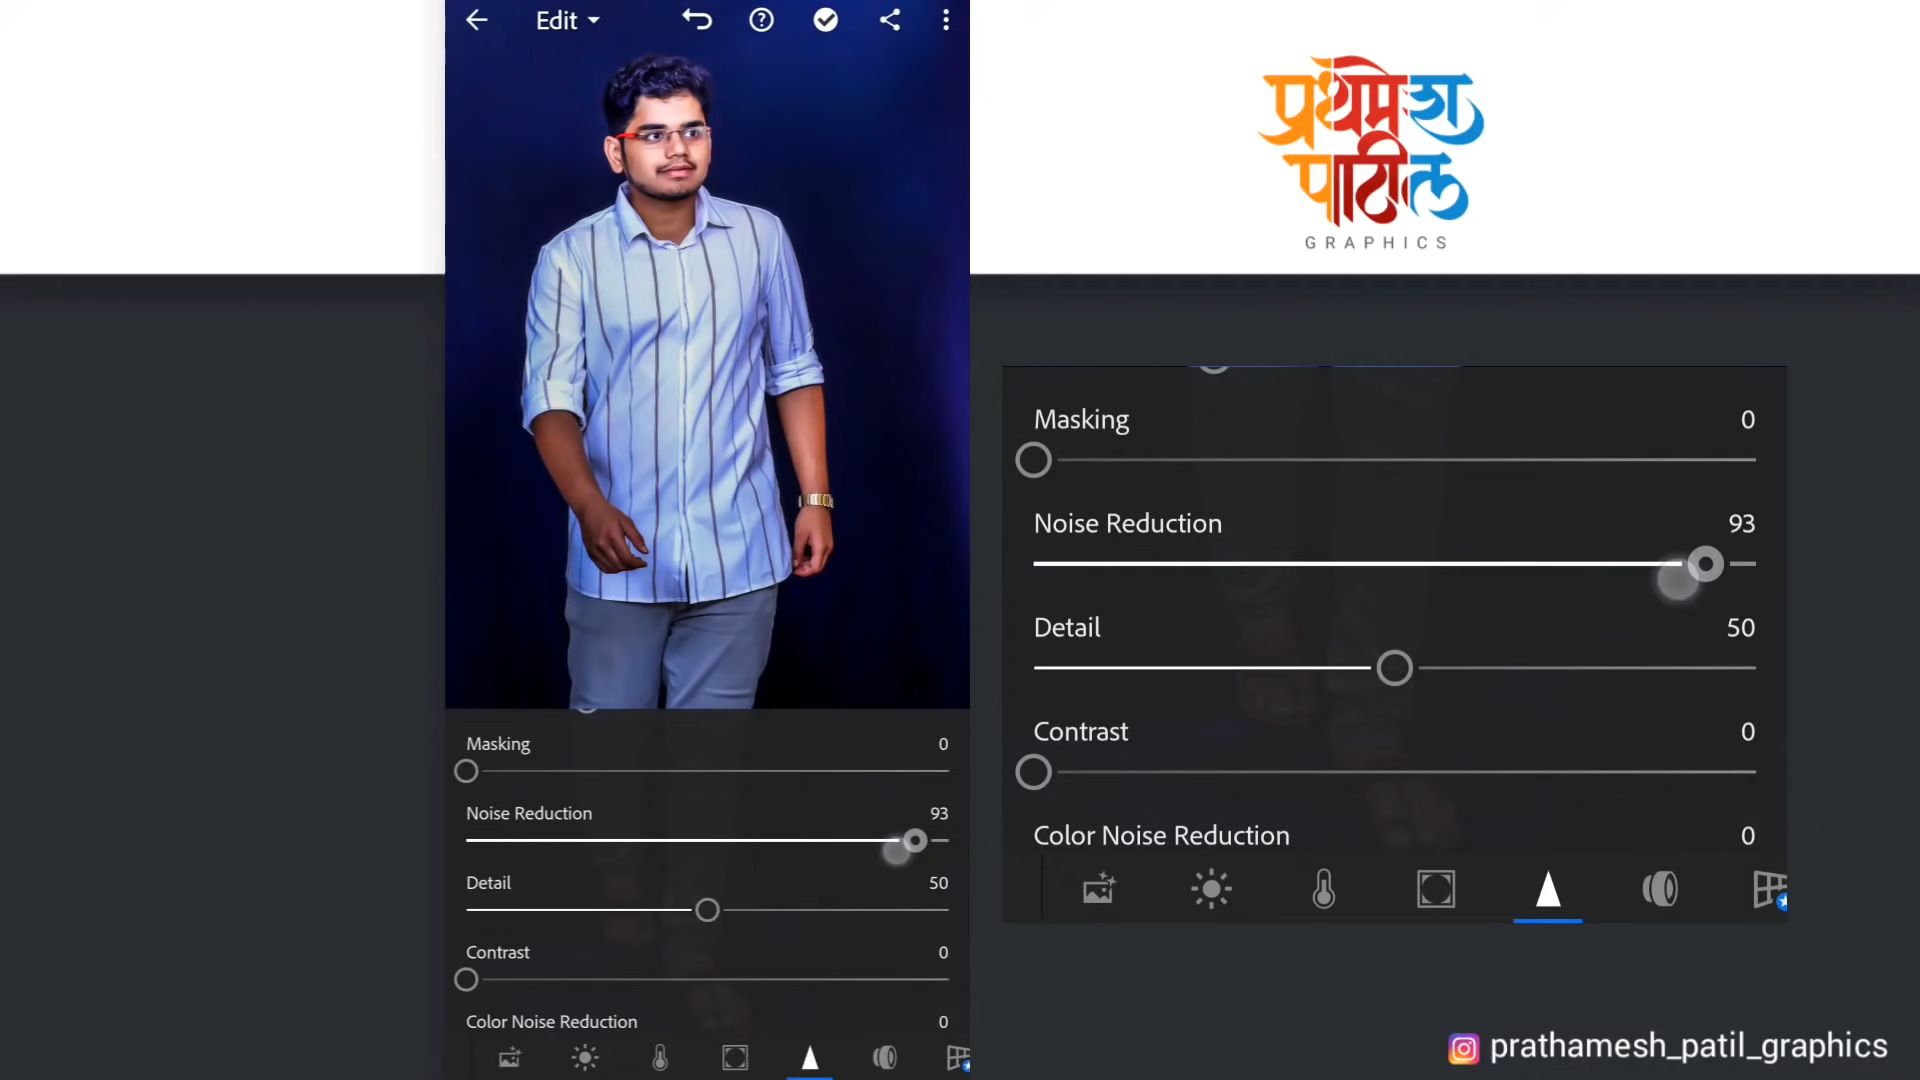 Edit
प्रथमेश
पाटील
GRAPHICS
Masking 0
Noise Reduction 93
Detail 50
Contrast 0
Color Noise Reduction 0
Masking 0
Noise Reduction 93
Detail 50
Contrast 0
Color Noise Reduction 0
prathamesh_patil_graphics